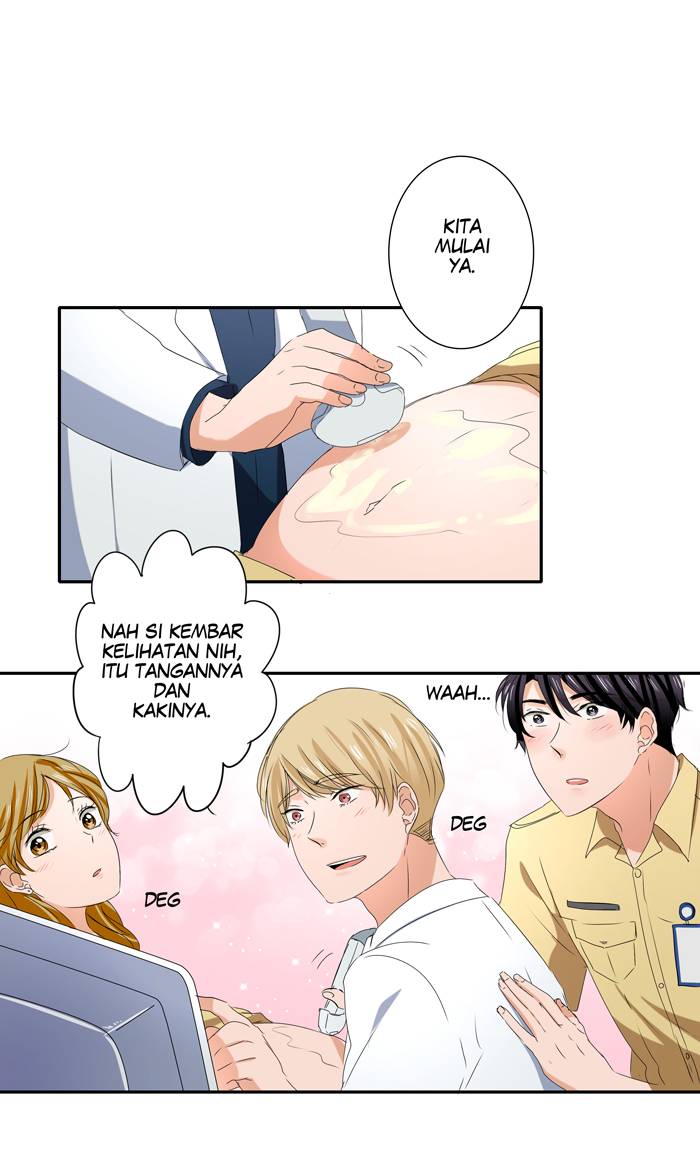 KITA
MULAI
YA.
NAH SI KEMBAR
KELIHATAN NIH,
ITU TANGANNYA
DAN
KAKINYA.
WAAH...
DEG
DEG